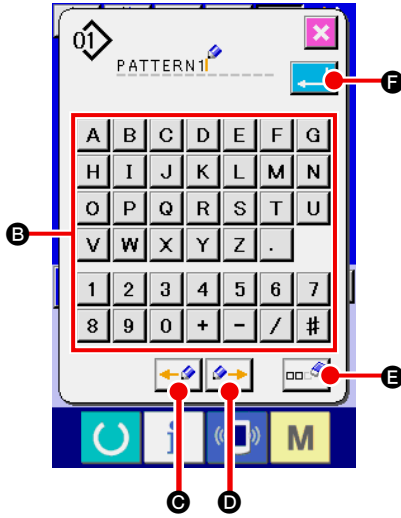 01
PATTERN1
F
A B C D E F G
H I J K L M N
O P Q R S T U
B
V W X Y Z .
1 2 3 4 5 6 7
8 9 0 + - / #
E
i M
C D